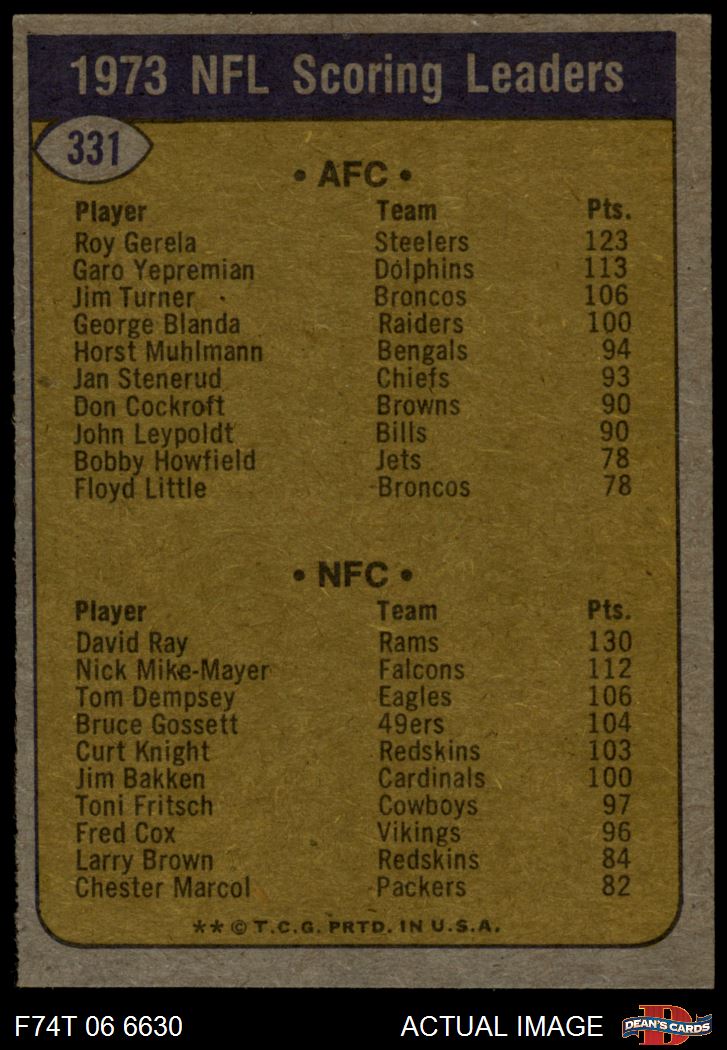 1973 NFL Scoring Leaders
331
• AFC •
Player Team Pts.
Roy Gerela Steelers 123
Garo Yepremian Dolphins 113
Jim Turner Broncos 106
George Blanda Raiders 100
Horst Muhlmann Bengals 94
Jan Stenerud Chiefs 93
Don Cockroft Browns 90
John Leypoldt Bills 90
Bobby Howfield Jets 78
Floyd Little Broncos 78
• NFC •
Player Team Pts.
David Ray Rams 130
Nick Mike-Mayer Falcons 112
Tom Dempsey Eagles 106
Bruce Gossett 49ers 104
Curt Knight Redskins 103
Jim Bakken Cardinals 100
Toni Fritsch Cowboys 97
Fred Cox Vikings 96
Larry Brown Redskins 84
Chester Marcol Packers 82
**© T.C.G. PRTD. IN U.S.A.
F74T 06 6630 ACTUAL IMAGE D DEAN'S CARDS